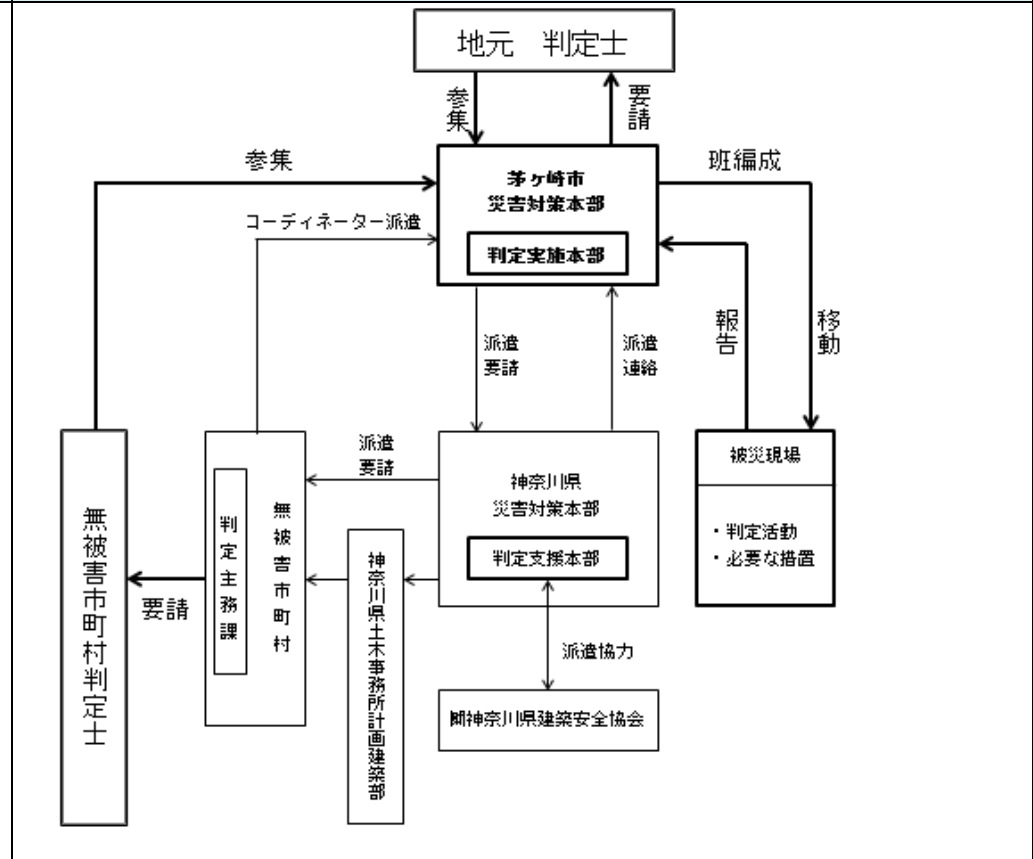 地元　判定士
参集
要請
参集
茅ヶ崎市
災害対策本部
判定実施本部
班編成
コーディネーター派遣
派遣
要請
派遣
連絡
報告
移動
無被害市町村判定士
要請
判定主務課
無被害市町村
派遣
要請
神奈川県土木事務所計画建築部
神奈川県
災害対策本部
判定支援本部
派遣協力
神奈川県建築安全協会
被災現場
・判定活動
・必要な措置